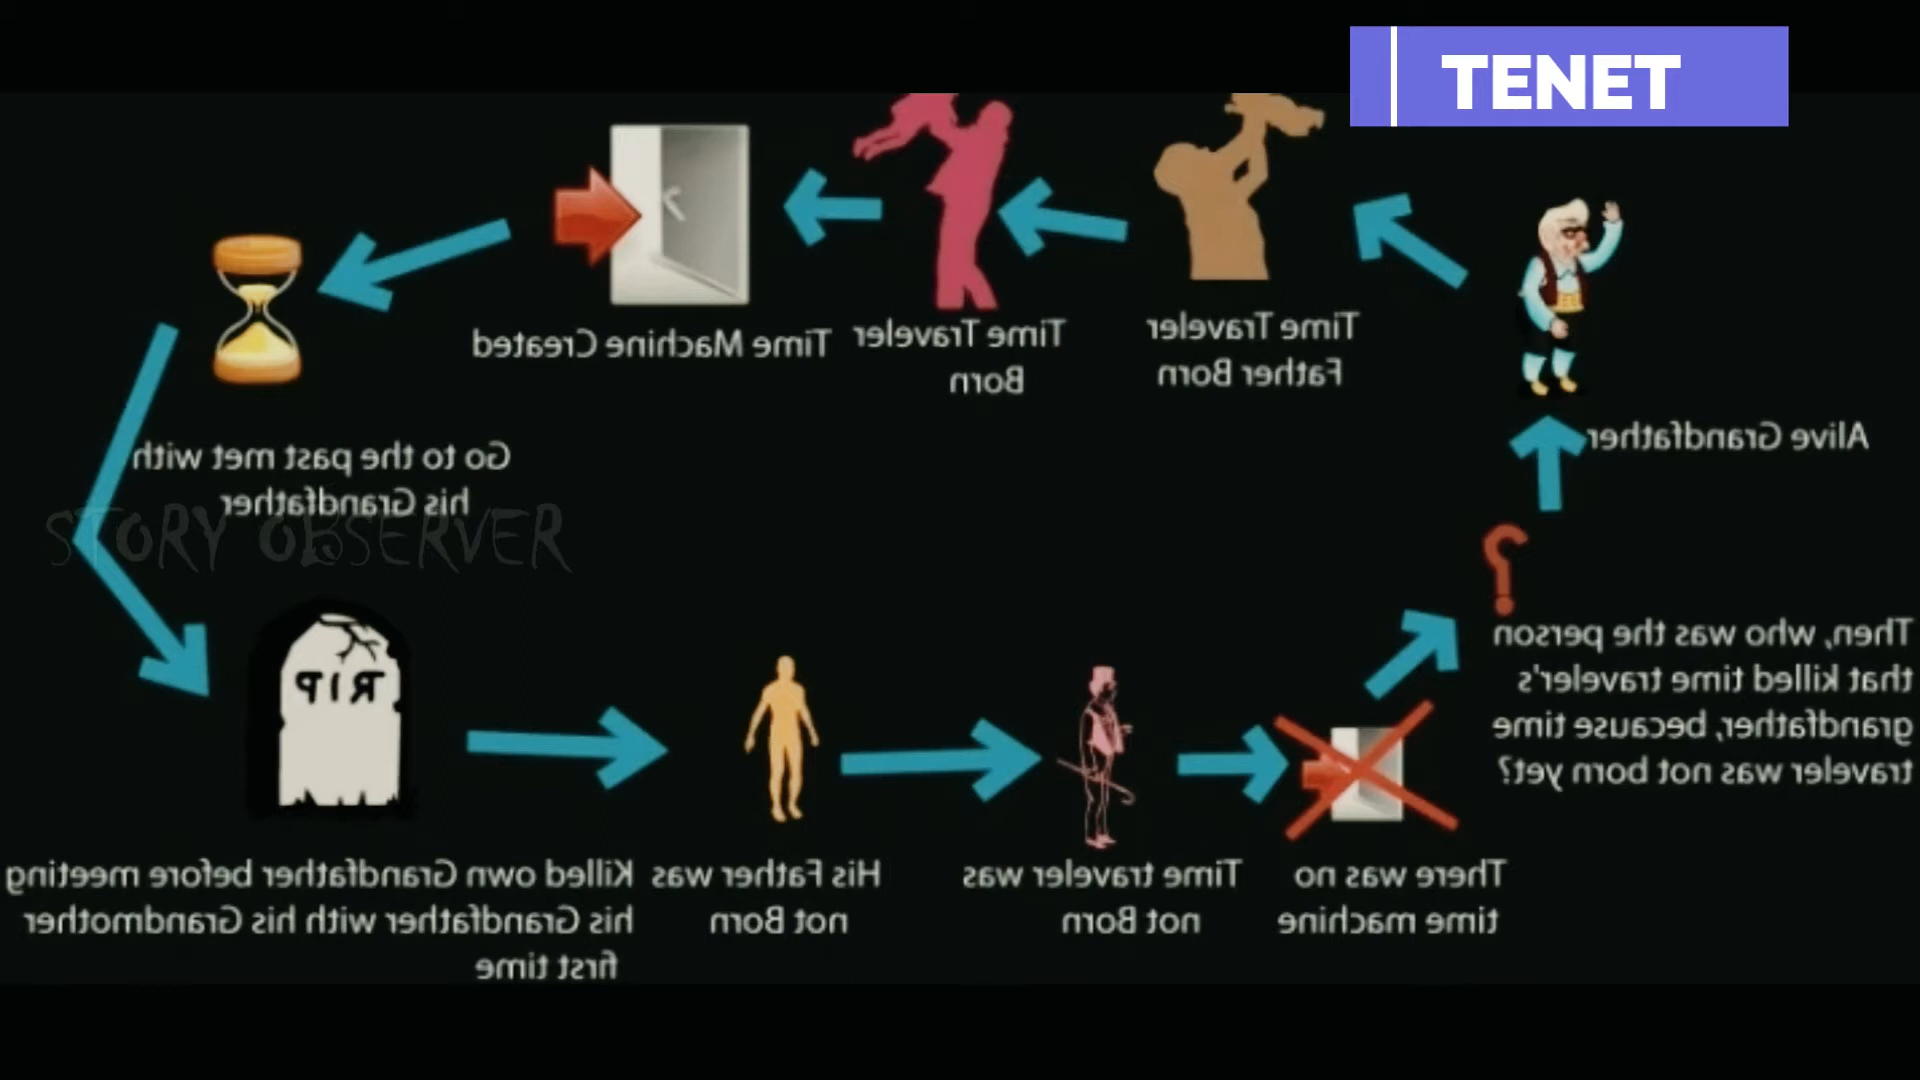 TENET
Time Machine Created
Time Traveler
Born
Time Traveler
Father Born
Alive Grandfather
Go to the past met with
his Grandfather
STORY OBSERVER
?
Then, who was the person
that killed time traveler's
grandfather, because time
traveler was not born yet?
RIP
Killed own Grandfather before meeting
his Grandfather with his Grandmother
first time
His Father was
not Born
Time traveler was
not Born
There was no
time machine